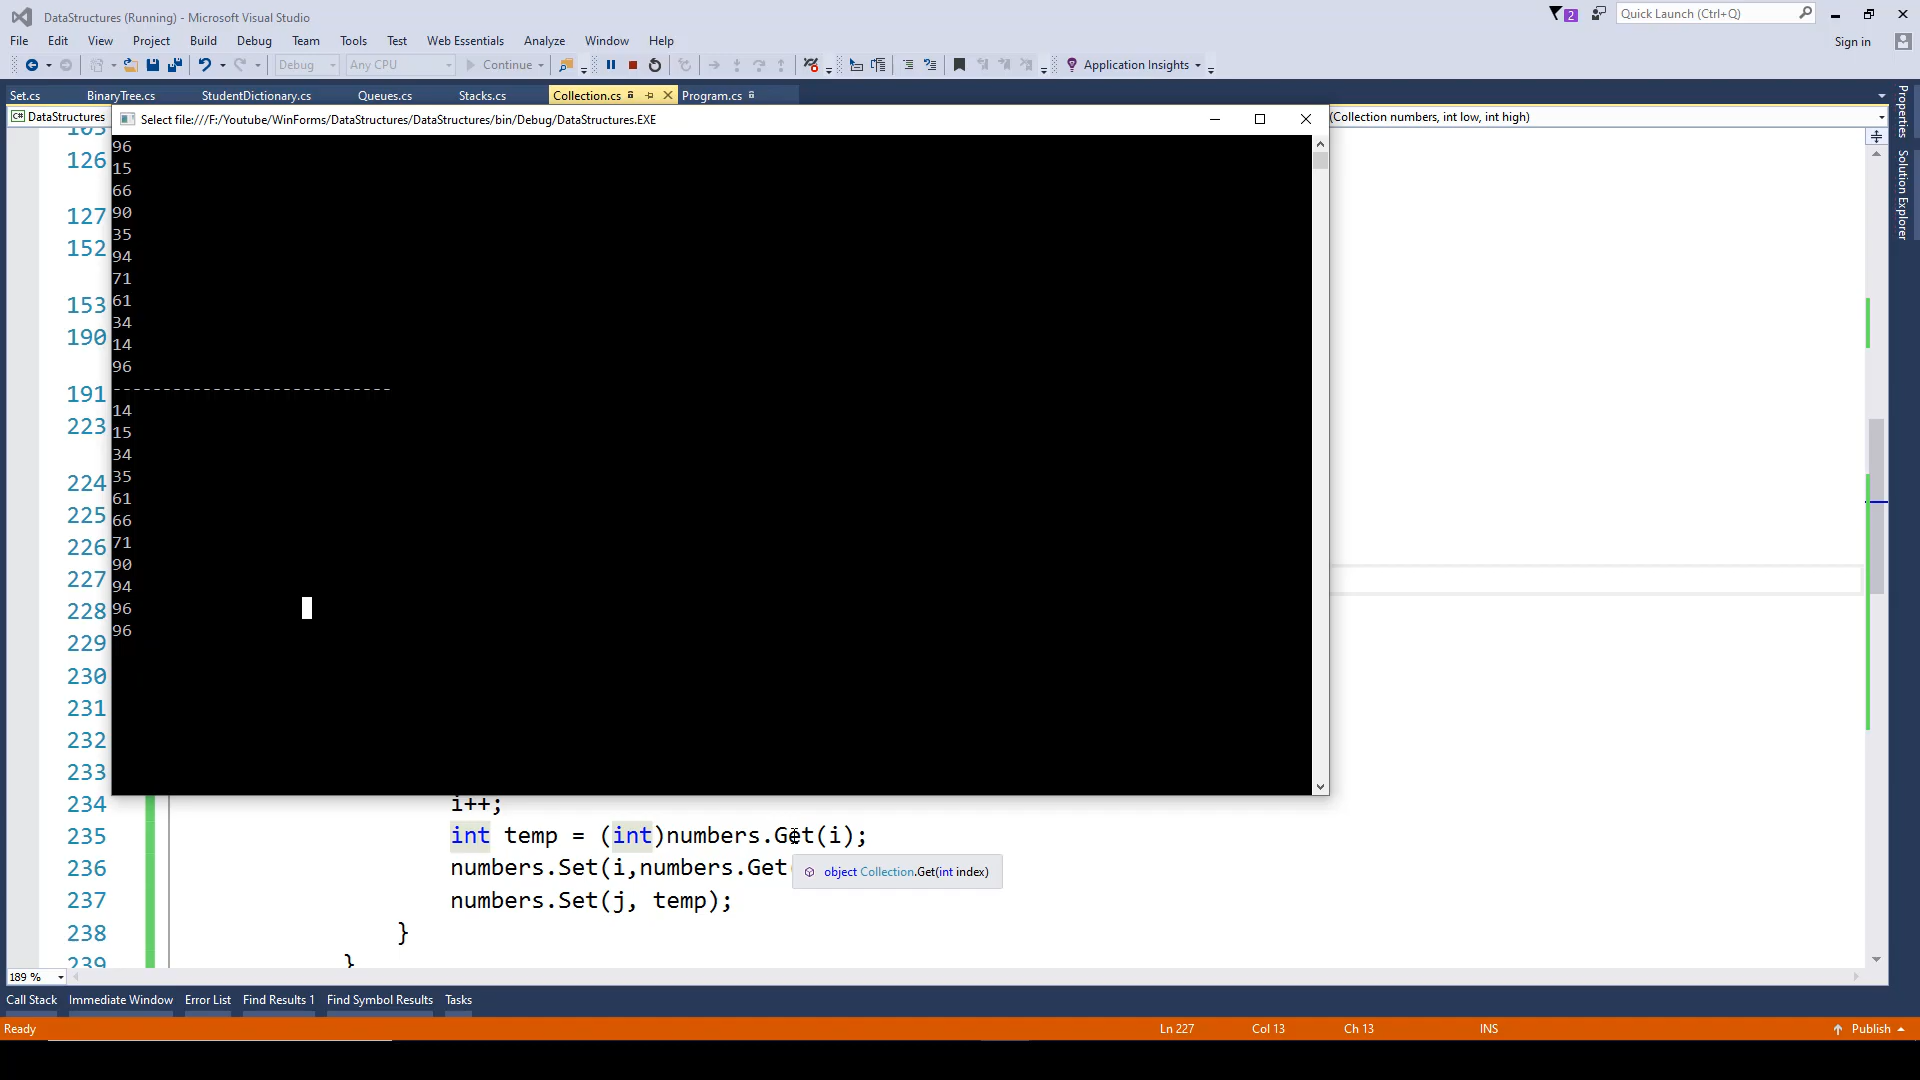 DataStructures (Running) - Microsoft Visual Studio
2
Quick Launch (Ctrl+Q)
File Edit View Project Build Debug Team Tools Test Web Essentials Analyze Window Help
Sign in
Debug Any CPU Continue Application Insights
Set.cs BinaryTree.cs StudentDictionary.cs Queues.cs Stacks.cs Collection.cs Program.cs
Properties
Solution Explorer
C# DataStructures
(Collection numbers, int low, int high)
Select file:///F:/Youtube/WinForms/DataStructures/DataStructures/bin/Debug/DataStructures.EXE
96
15
66
90
35
94
71
61
34
14
96
----------------------------
14
15
34
35
61
66
71
90
94
96
96
103
126
127
152
153
190
191
223
224
225
226
227
228
229
230
231
232
233
234 i++;
235 int temp = (int)numbers.Get(i);
236 numbers.Set(i,numbers.Get(
object Collection.Get(int index)
237 numbers.Set(j, temp);
238 }
239 }
189 %
Call Stack Immediate Window Error List Find Results 1 Find Symbol Results Tasks
Ready Ln 227 Col 13 Ch 13 INS Publish